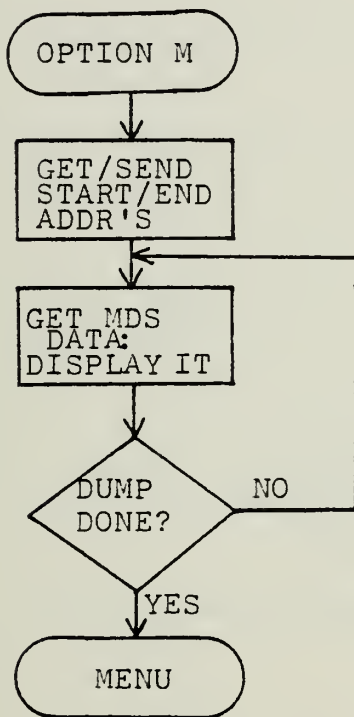 OPTION M
GET/SEND
START/END
ADDR'S
GET MDS
DATA:
DISPLAY IT
DUMP
DONE?
NO
YES
MENU